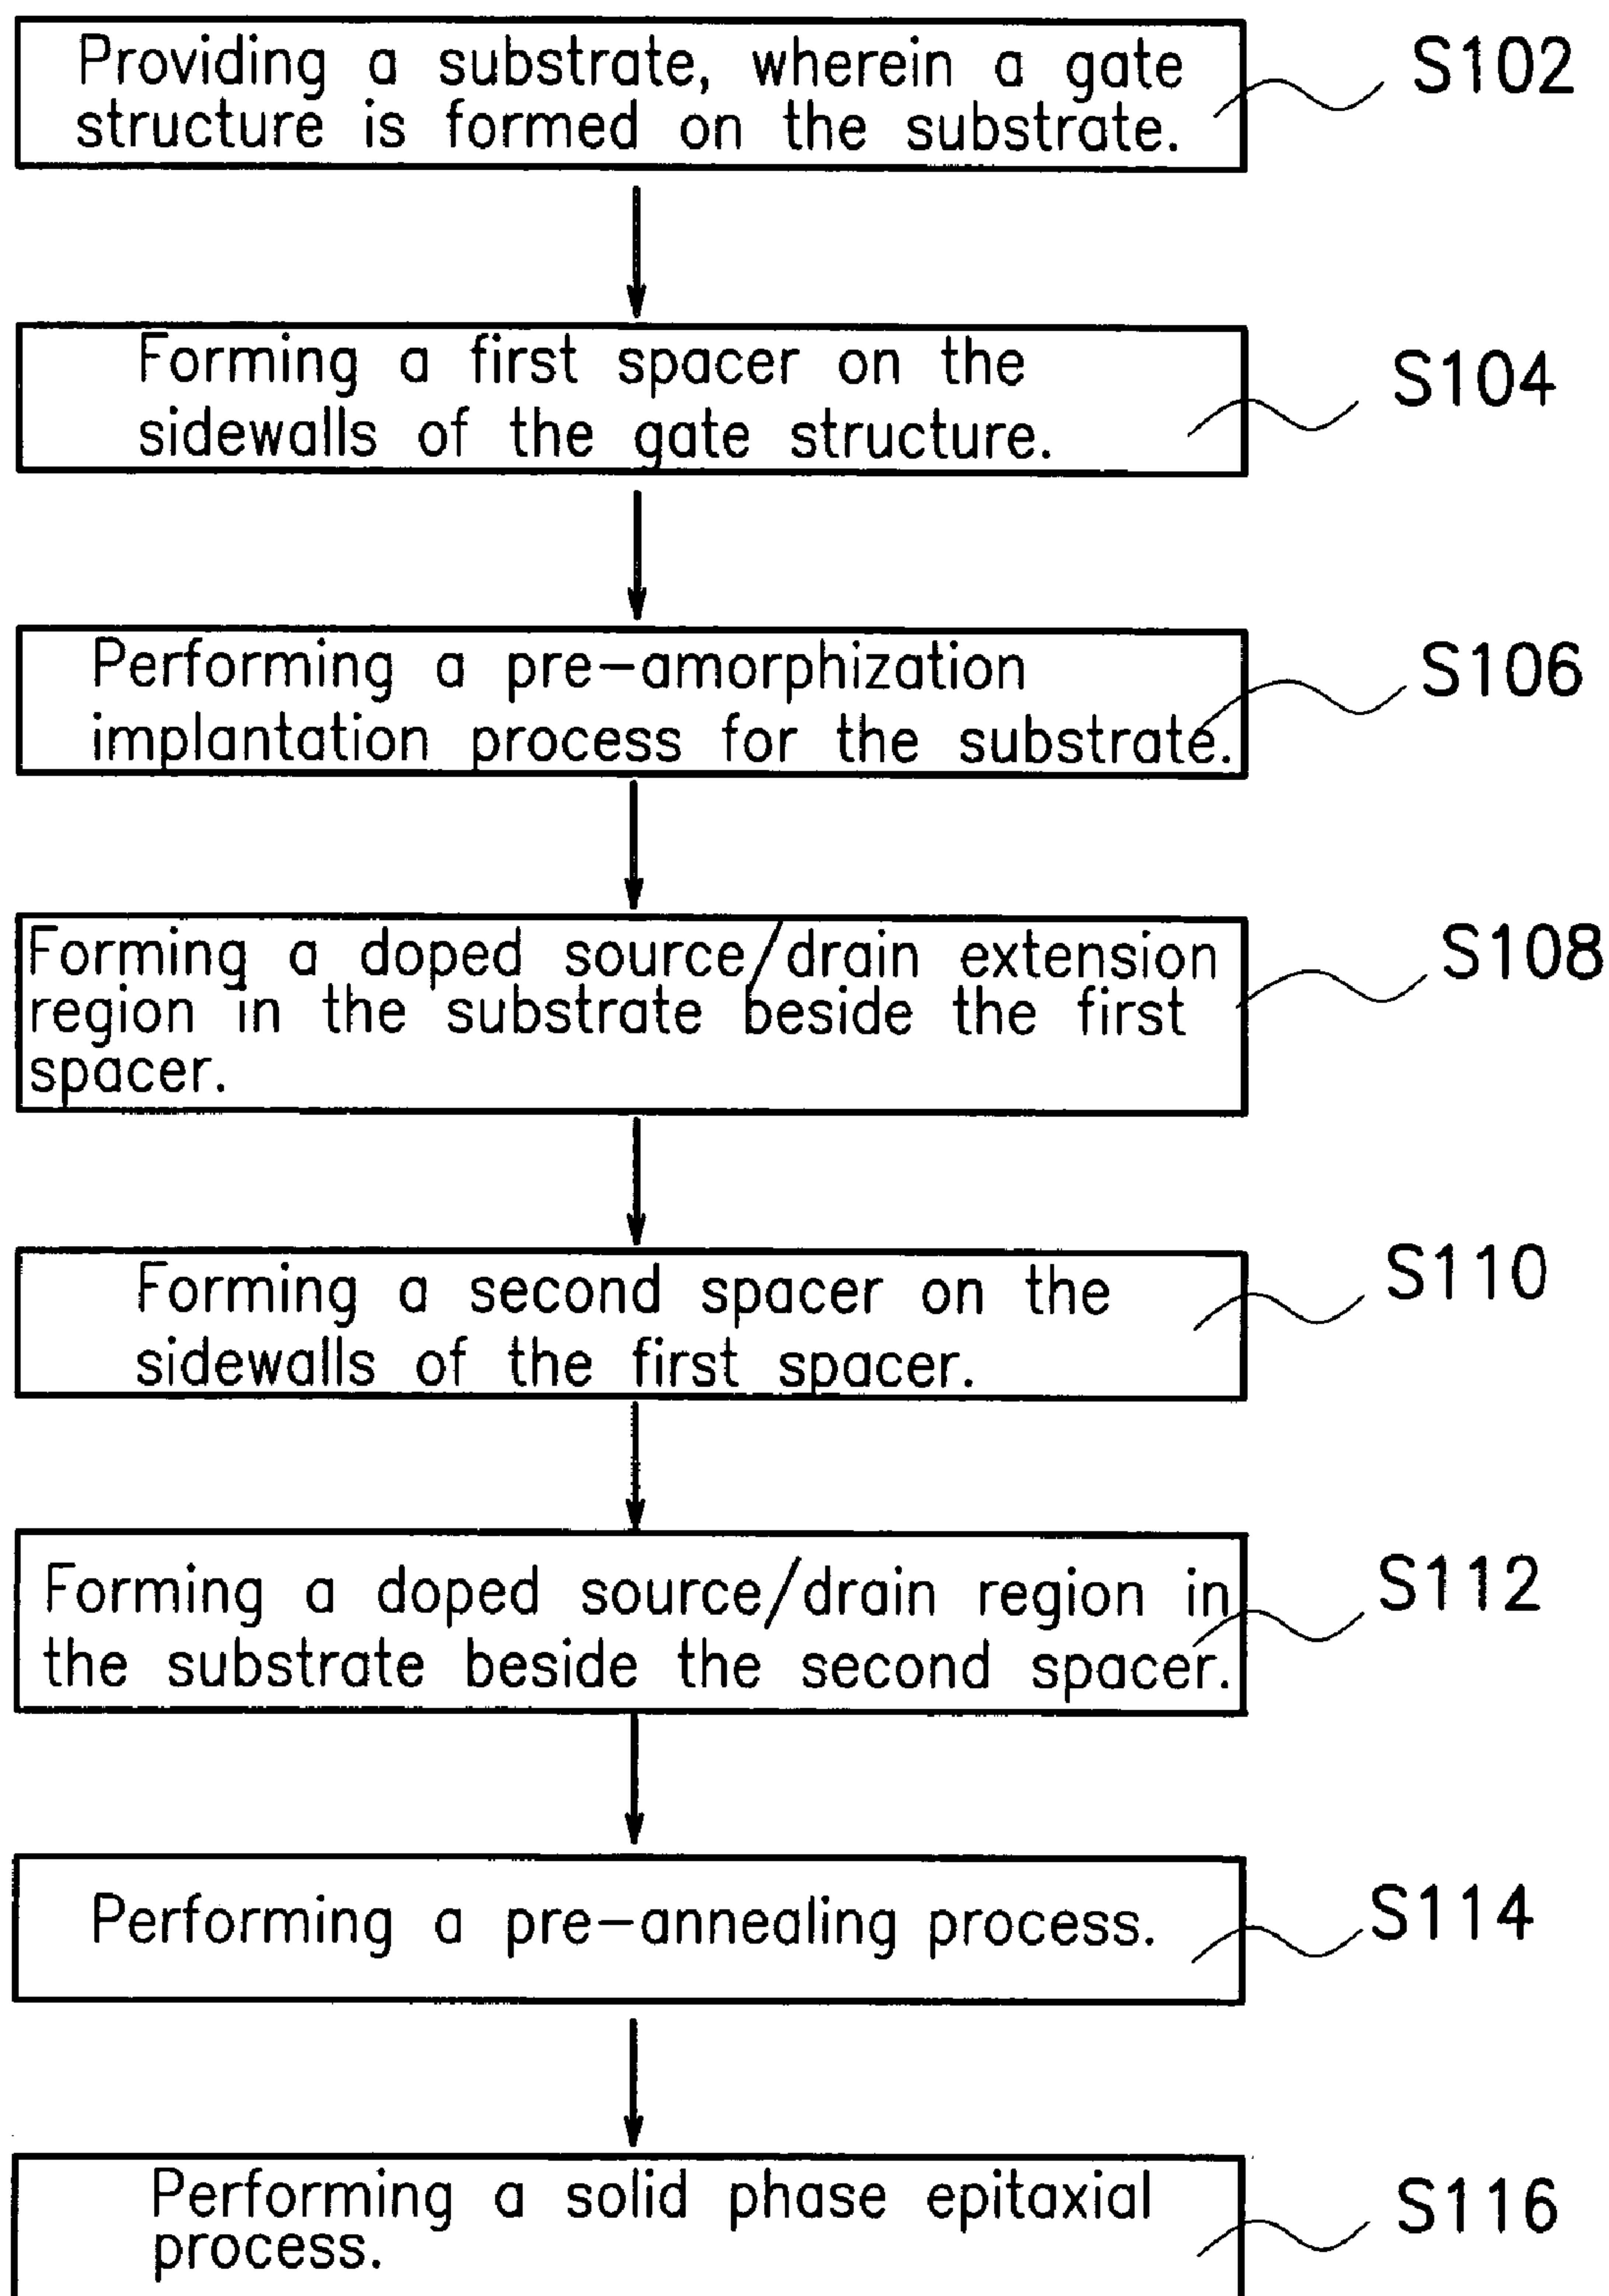 Providing a substrate, wherein a gate
structure is formed on the substrate.
S102
Forming a first spacer on the
sidewalls of the gate structure.
S104
Performing a pre-amorphization
implantation process for the substrate.
S106
Forming a doped source/drain extension
region in the substrate beside the first
spacer.
S108
Forming a second spacer on the
sidewalls of the first spacer.
S110
Forming a doped source/drain region in
the substrate beside the second spacer.
S112
Performing a pre-annealing process.
S114
Performing a solid phase epitaxial
process.
S116